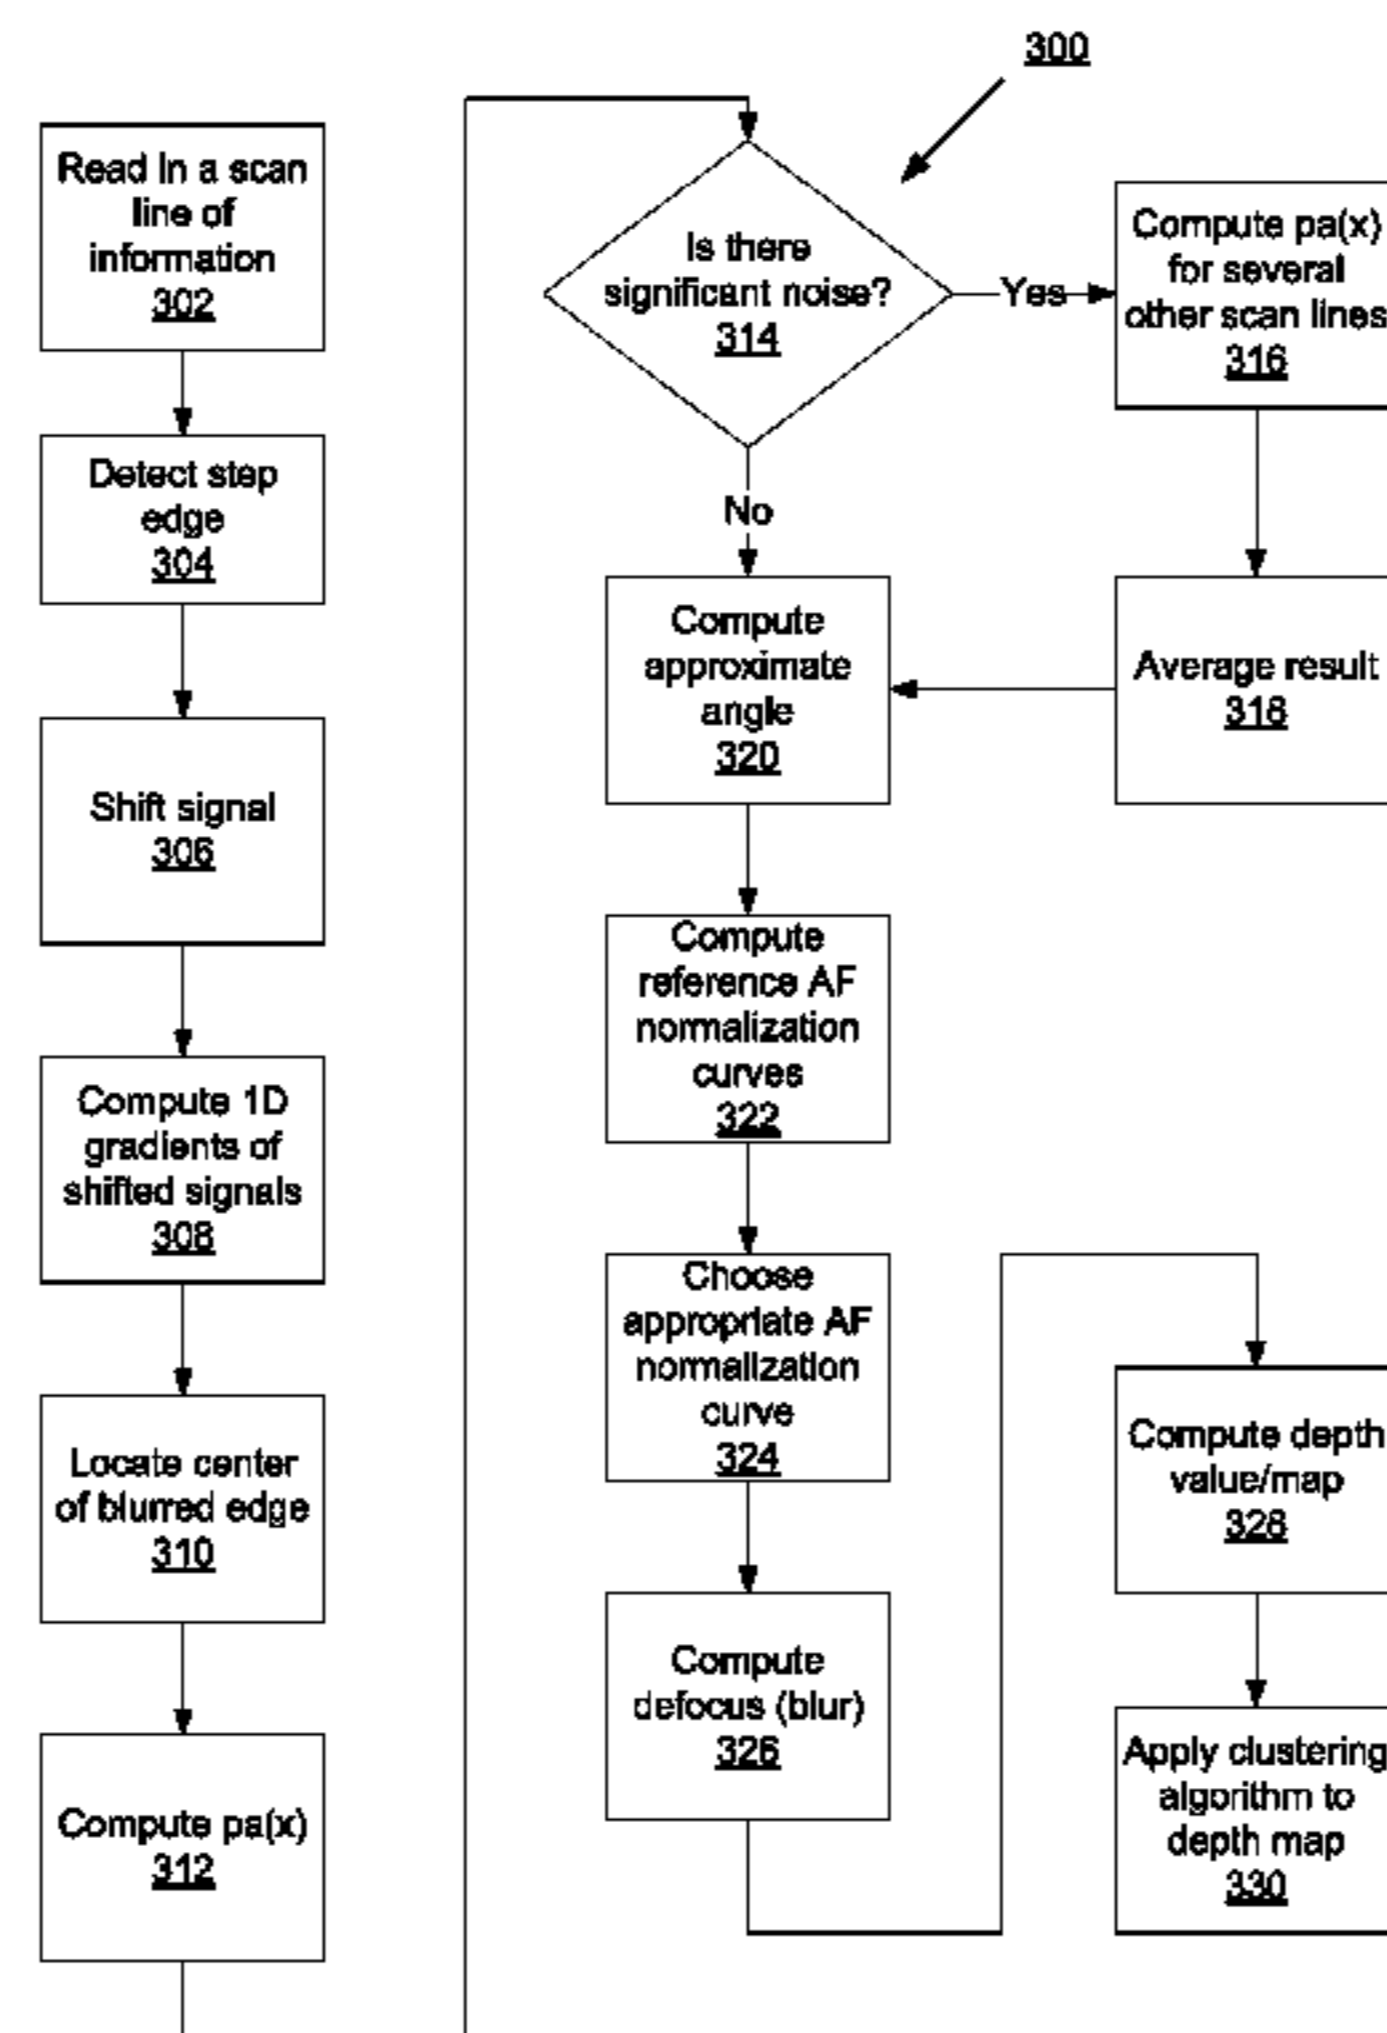 300
Read in a scan
line of
information
302
Detect step
edge
304
Shift signal
306
Compute 1D
gradients of
shifted signals
308
Locate center
of blurred edge
310
Compute pa(x)
312
Is there
significant noise?
314
Yes
No
Compute pa(x)
for several
other scan lines
316
Average result
318
Compute
approximate
angle
320
Compute
reference AF
normalization
curves
322
Choose
appropriate AF
normalization
curve
324
Compute
defocus (blur)
326
Compute depth
value/map
328
Apply clustering
algorithm to
depth map
330